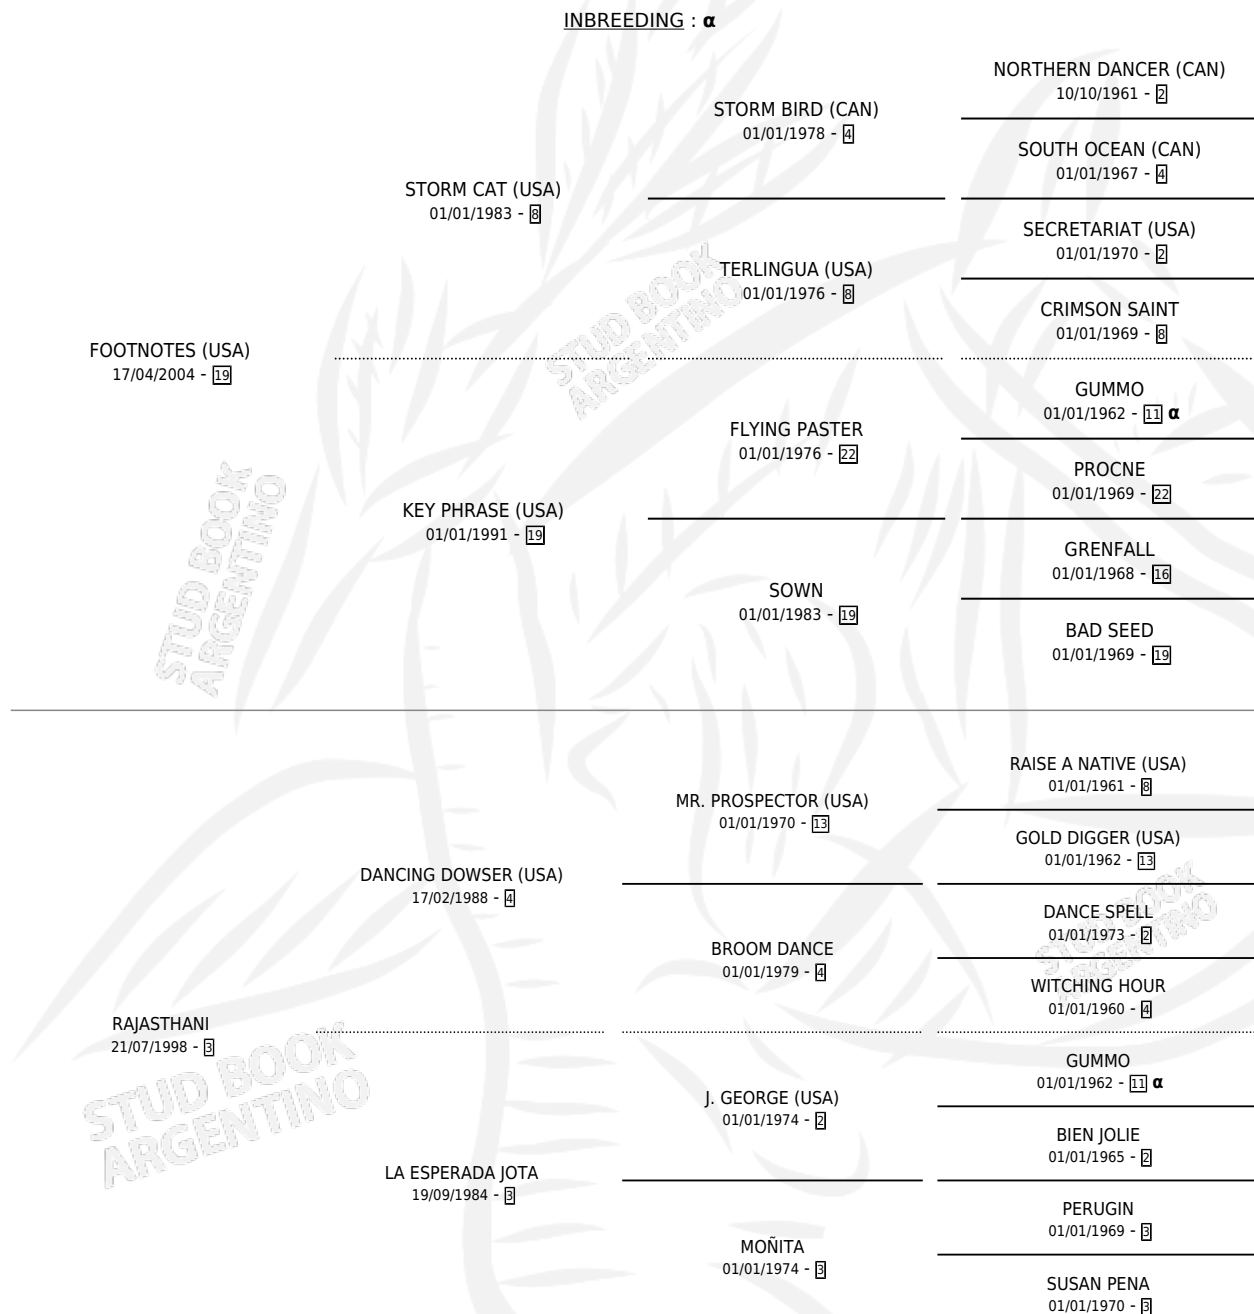 INBREEDING : α
NORTHERN DANCER (CAN)
10/10/1961 - 2
STORM BIRD (CAN)
01/01/1978 - 4
SOUTH OCEAN (CAN)
01/01/1967 - 4
STORM CAT (USA)
01/01/1983 - 8
SECRETARIAT (USA)
01/01/1970 - 2
TERLINGUA (USA)
01/01/1976 - 8
CRIMSON SAINT
01/01/1969 - 8
FOOTNOTES (USA)
17/04/2004 - 19
GUMMO
01/01/1962 - 11 α
FLYING PASTER
01/01/1976 - 22
PROCNE
01/01/1969 - 22
KEY PHRASE (USA)
01/01/1991 - 19
GRENFALL
01/01/1968 - 16
SOWN
01/01/1983 - 19
BAD SEED
01/01/1969 - 19
RAISE A NATIVE (USA)
01/01/1961 - 8
MR. PROSPECTOR (USA)
01/01/1970 - 13
GOLD DIGGER (USA)
01/01/1962 - 13
DANCING DOWSER (USA)
17/02/1988 - 4
DANCE SPELL
01/01/1973 - 2
BROOM DANCE
01/01/1979 - 4
WITCHING HOUR
01/01/1960 - 4
RAJASTHANI
21/07/1998 - 3
GUMMO
01/01/1962 - 11 α
J. GEORGE (USA)
01/01/1974 - 2
BIEN JOLIE
01/01/1965 - 2
LA ESPERADA JOTA
19/09/1984 - 3
PERUGIN
01/01/1969 - 3
MOÑITA
01/01/1974 - 3
SUSAN PENA
01/01/1970 - 3
STUD BOOK
ARGENTINO
STUD BOOK
ARGENTINO
STUD BOOK
ARGENTINO
STUD BOOK
ARGENTINO